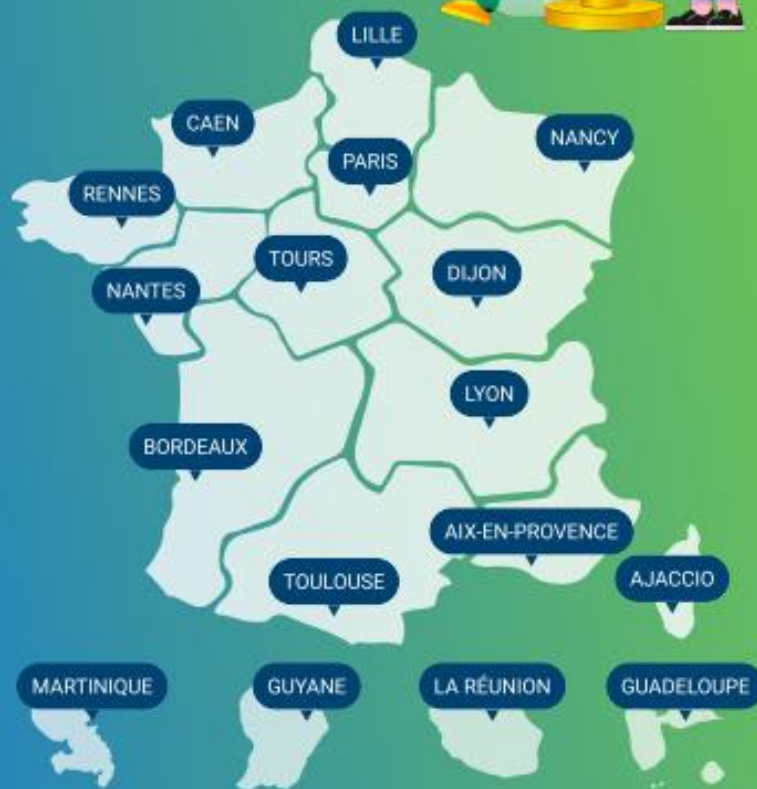 LILLE
CAEN
NANCY
PARIS
RENNES
TOURS
DIJON
NANTES
LYON
BORDEAUX
AIX-EN-PROVENCE
TOULOUSE
AJACCIO
MARTINIQUE
GUYANE
LA RÉUNION
GUADELOUPE